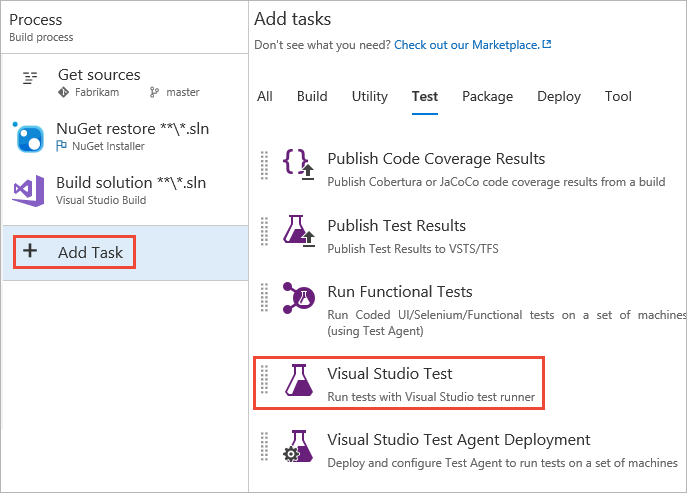 Process
Build process
Get sources
Fabrikam master
NuGet restore **\*.sln
NuGet Installer
Build solution **\*.sln
Visual Studio Build
+ Add Task
Add tasks
Don't see what you need? Check out our Marketplace.
All Build Utility Test Package Deploy Tool
Publish Code Coverage Results
Publish Cobertura or JaCoCo code coverage results from a build
Publish Test Results
Publish Test Results to VSTS/TFS
Run Functional Tests
Run Coded UI/Selenium/Functional tests on a set of machines
(using Test Agent)
Visual Studio Test
Run tests with Visual Studio test runner
Visual Studio Test Agent Deployment
Deploy and configure Test Agent to run tests on a set of machines